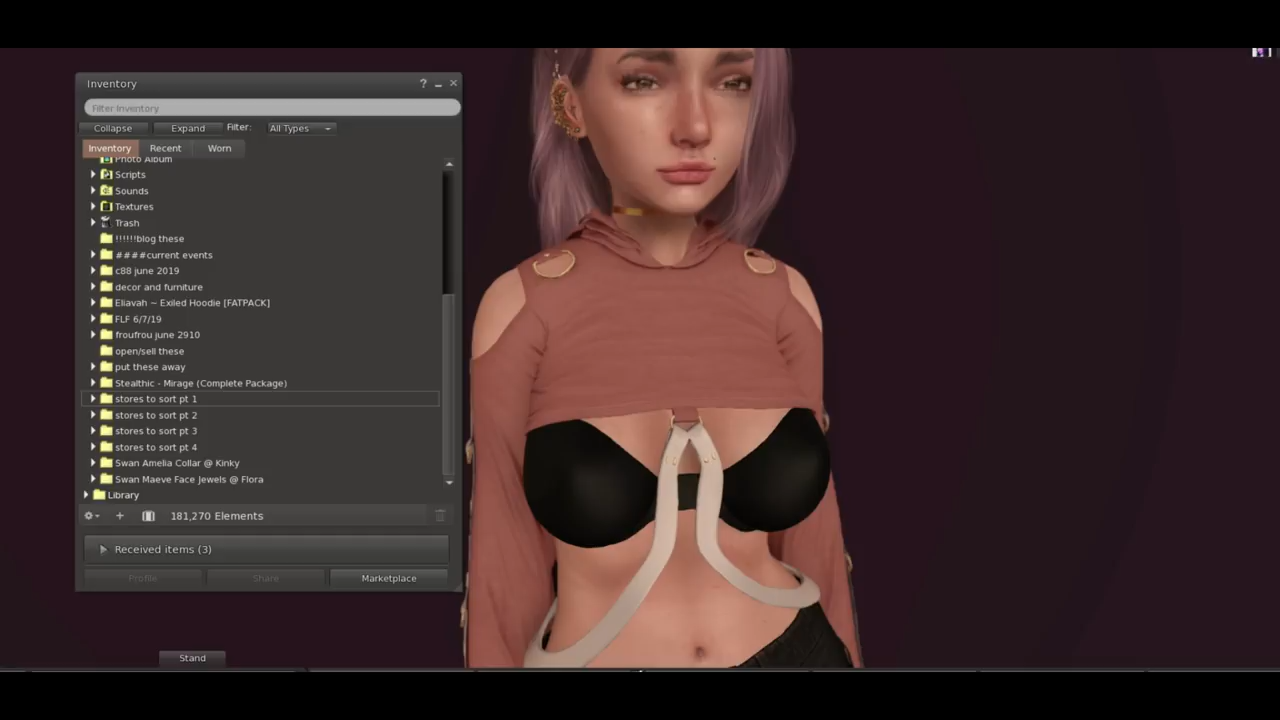 Inventory
?
Filter Inventory
Collapse Expand Filter: All Types
Inventory Recent Worn
Photo Album
Scripts
Sounds
Textures
Trash
!!!!!!blog these
####current events
c88 june 2019
decor and furniture
Eliavah ~ Exiled Hoodie [FATPACK]
FLF 6/7/19
froufrou june 2910
open/sell these
put these away
Stealthic - Mirage (Complete Package)
stores to sort pt 1
stores to sort pt 2
stores to sort pt 3
stores to sort pt 4
Swan Amelia Collar @ Kinky
Swan Maeve Face Jewels @ Flora
Library
181,270 Elements
Received items (3)
Profile Share Marketplace
Stand